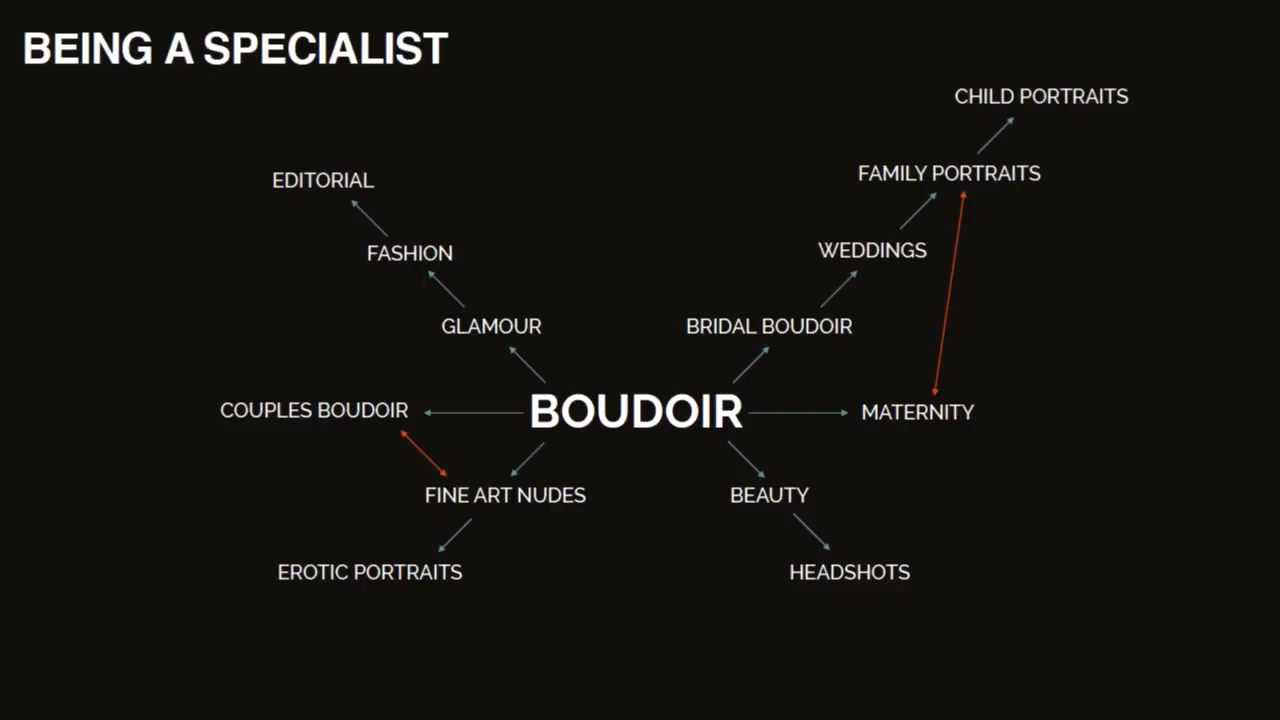 BEING A SPECIALIST
CHILD PORTRAITS
FAMILY PORTRAITS
EDITORIAL
WEDDINGS
FASHION
GLAMOUR
BRIDAL BOUDOIR
COUPLES BOUDOIR
BOUDOIR
MATERNITY
FINE ART NUDES
BEAUTY
EROTIC PORTRAITS
HEADSHOTS